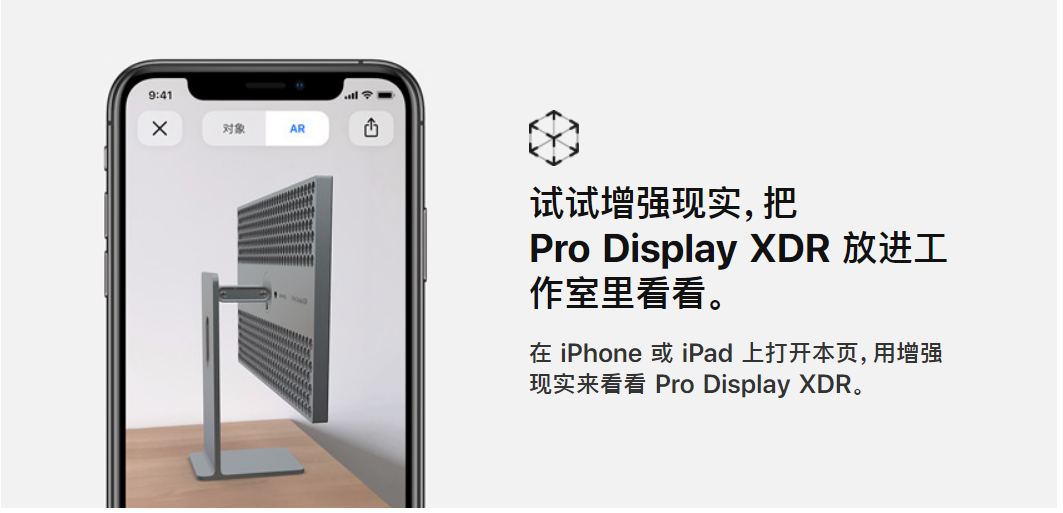 9:41
对象
AR
试试增强现实，把
Pro Display XDR 放进工
作室里看看。
在 iPhone 或 iPad 上打开本页，用增强
现实来看看 Pro Display XDR。